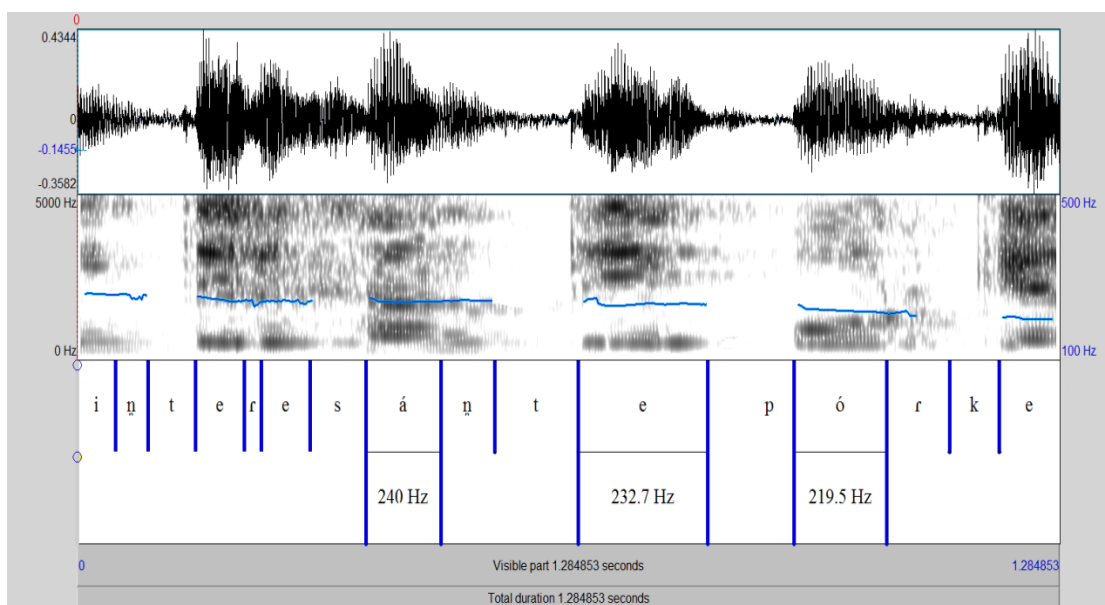 0
0.4344
0
-0.1455
-0.3582
5000 Hz 500 Hz
0 Hz 100 Hz
i n̪ t e ɾ e s á n̪ t e p ó ɾ k e
240 Hz 232.7 Hz 219.5 Hz
0 Visible part 1.284853 seconds 1.284853
Total duration 1.284853 seconds